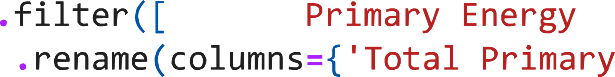 .filter([ Primary Energy
.rename(columns={'Total Primary